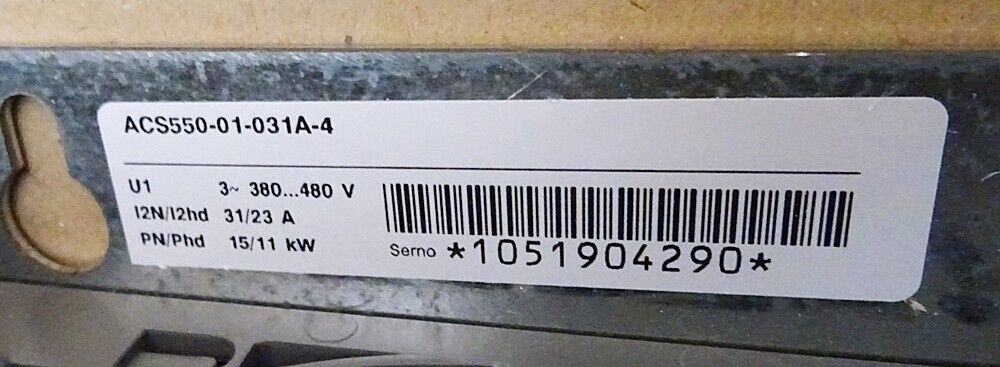 ACS550-01-031A-4
U1 3~ 380...480 V
I2N/I2hd 31/23 A
PN/Phd 15/11 kW
Serno *1051904290*